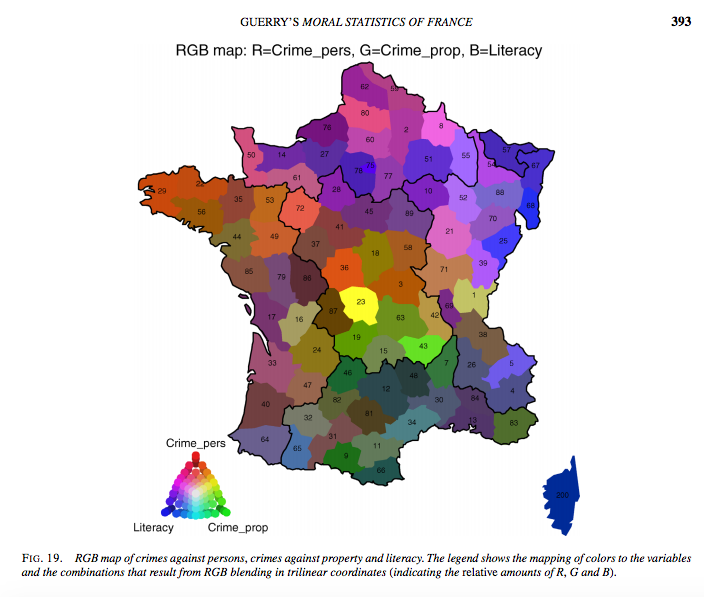 GUERRY'S MORAL STATISTICS OF FRANCE 393
RGB map: R=Crime_pers, G=Crime_prop, B=Literacy
62 59
80
76 2 8
60
50 14 27 51 55 57
78 75 77 54 67
61
29 22 28 10 88
35 53 52 68
56 72 45 89 70
41 21
44 49 37 58 25
18
85 79 86 36 71 39
3
87 23 69 1
17 16 63 42
19 38
24 15 43
33 46 48 7 26 5
47 12 4
40 82 30 84
32 81 34 13 83
64 65 31 11
9
66
200
Crime_pers
Literacy Crime_prop
FIG. 19. RGB map of crimes against persons, crimes against property and literacy. The legend shows the mapping of colors to the variables
and the combinations that result from RGB blending in trilinear coordinates (indicating the relative amounts of R, G and B).